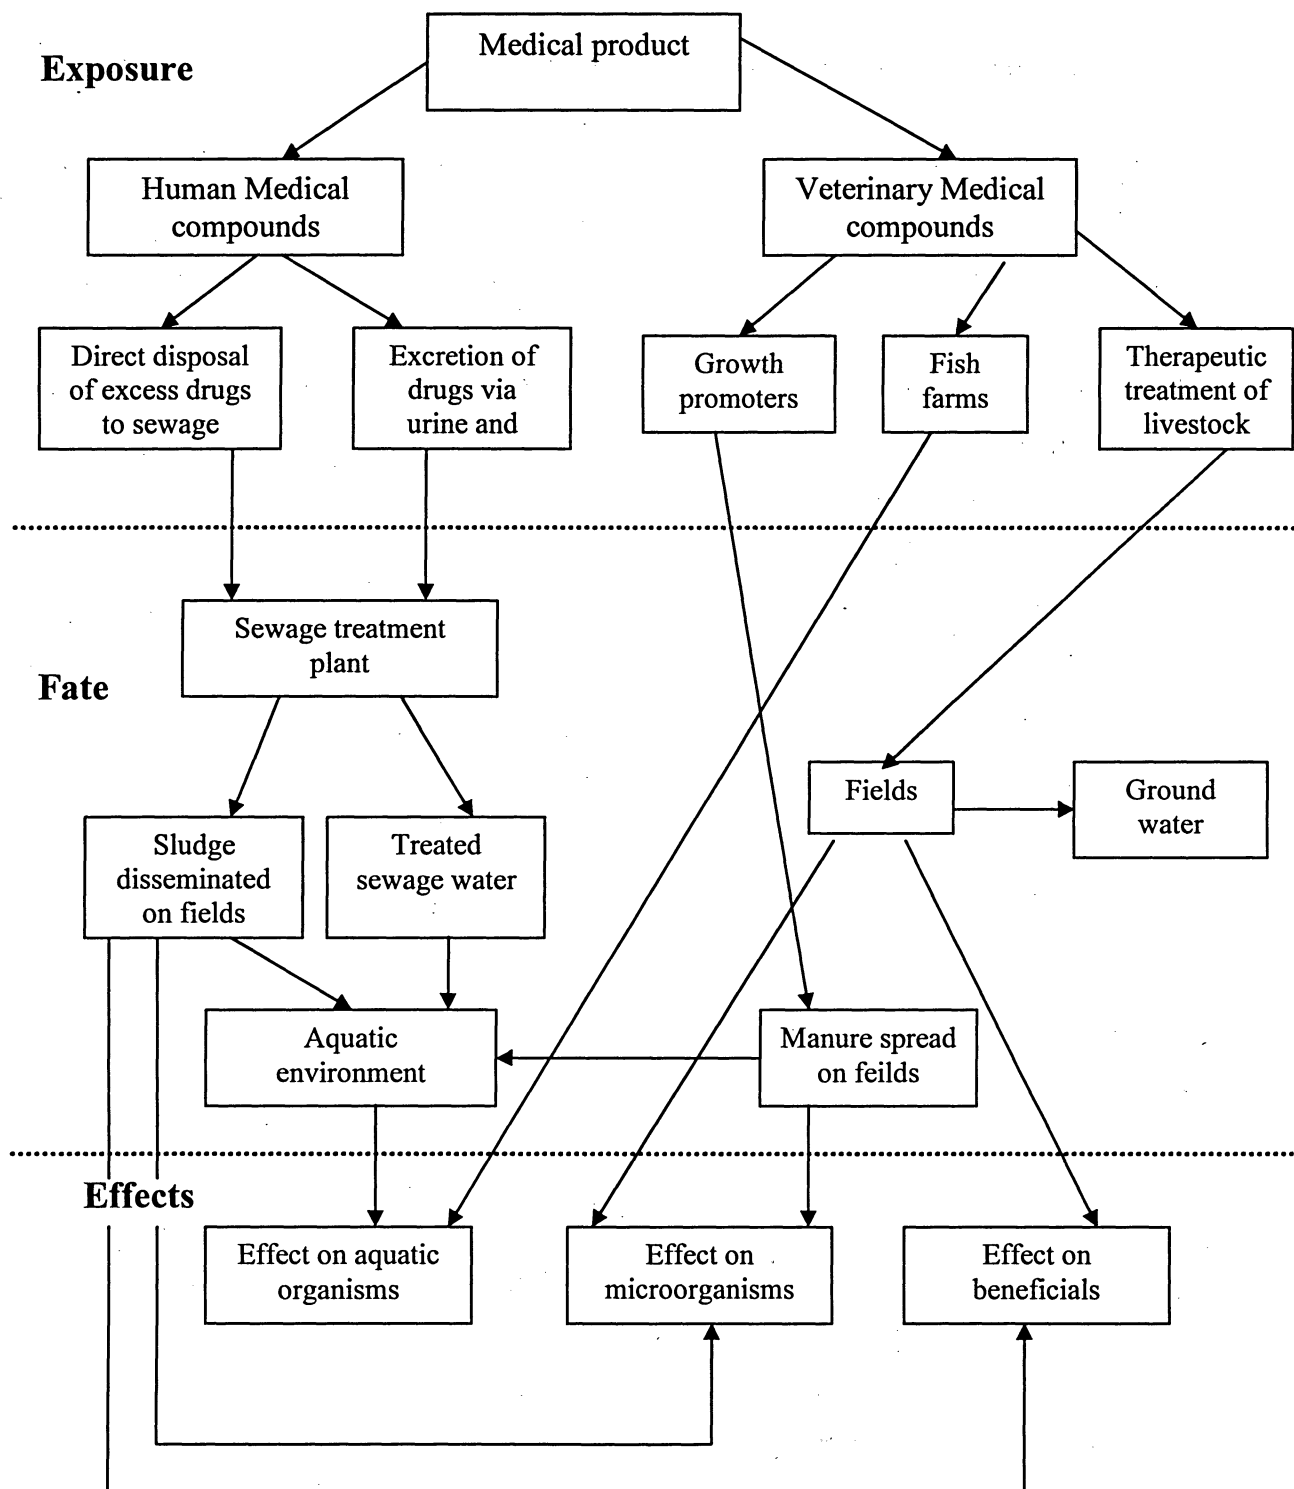 Medical product
Exposure
Human Medical
compounds
Veterinary Medical
compounds
Direct disposal
of excess drugs
to sewage
Excretion of
drugs via
urine and
Growth
promoters
Fish
farms
Therapeutic
treatment of
livestock
Sewage treatment
plant
Fate
Fields
Ground
water
Sludge
disseminated
on fields
Treated
sewage water
Aquatic
environment
Manure spread
on feilds
Effects
Effect on aquatic
organisms
Effect on
microorganisms
Effect on
beneficials